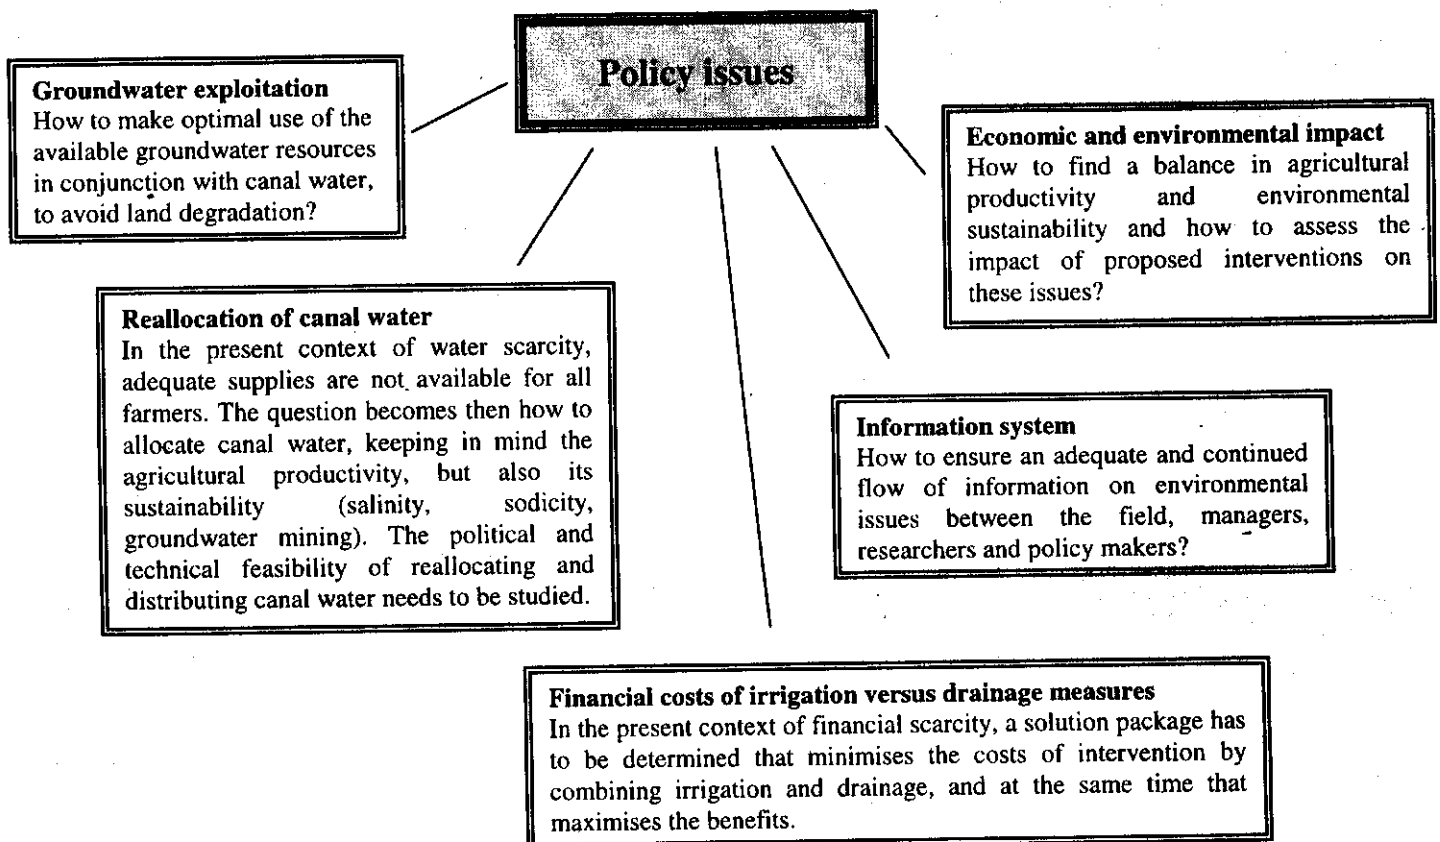 Policy issues
Groundwater exploitation
How to make optimal use of the
available groundwater resources
in conjunction with canal water,
to avoid land degradation?
Economic and environmental impact
How to find a balance in agricultural
productivity and environmental
sustainability and how to assess the
impact of proposed interventions on
these issues?
Reallocation of canal water
In the present context of water scarcity,
adequate supplies are not available for all
farmers. The question becomes then how to
allocate canal water, keeping in mind the
agricultural productivity, but also its
sustainability (salinity, sodicity,
groundwater mining). The political and
technical feasibility of reallocating and
distributing canal water needs to be studied.
Information system
How to ensure an adequate and continued
flow of information on environmental
issues between the field, managers,
researchers and policy makers?
Financial costs of irrigation versus drainage measures
In the present context of financial scarcity, a solution package has
to be determined that minimises the costs of intervention by
combining irrigation and drainage, and at the same time that
maximises the benefits.